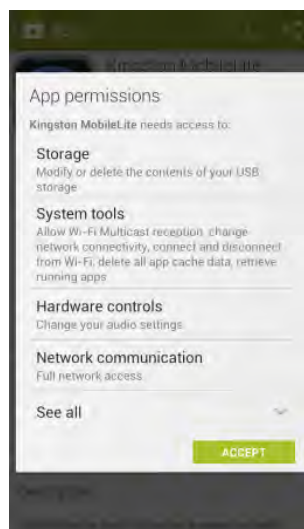 Kingston MobileLite
App permissions
Kingston MobileLite needs access to:
Storage
Modify or delete the contents of your USB
storage
System tools
Allow Wi-Fi Multicast reception, change
network connectivity, connect and disconnect
from Wi-Fi, delete all app cache data, retrieve
running apps
Hardware controls
Change your audio settings
Network communication
Full network access
See all
ACCEPT
Description